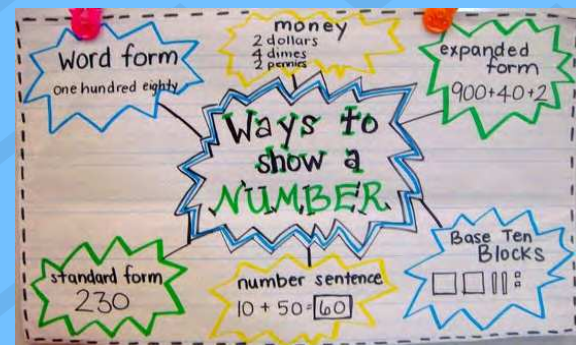 money
2 dollars
4 dimes
2 pennies
Word form
one hundred eighty
expanded
form
900+40+2
Ways to
show a
NUMBER
standard form
230
number sentence
10 + 50 = 60
Base Ten
Blocks